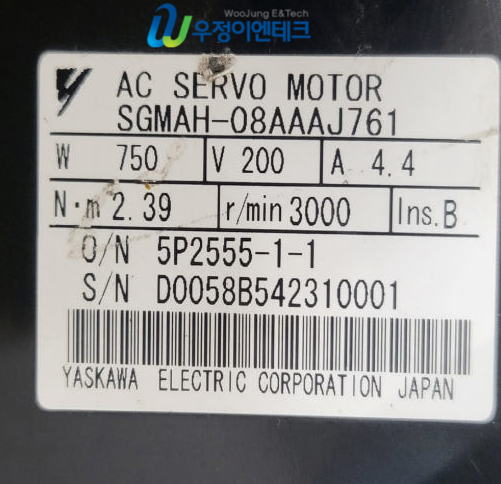 WooJung E&Tech
우정이엔테크
AC SERVO MOTOR
SGMAH-08AAAJ761
W 750 V 200 A 4.4
N·m 2.39 r/min 3000 Ins.B
O/N 5P2555-1-1
S/N D0058B542310001
YASKAWA ELECTRIC CORPORATION JAPAN